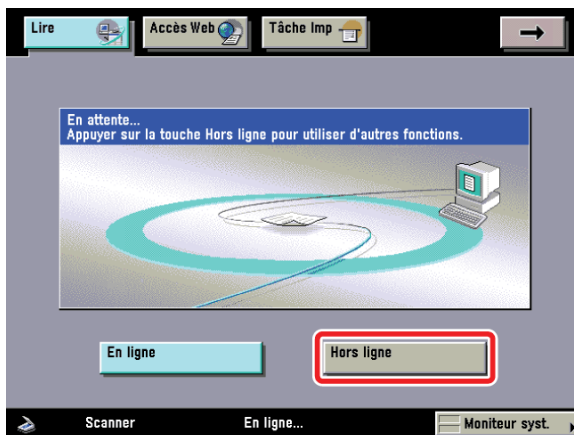 Lire
Accès Web
Tâche Imp
En attente...
Appuyer sur la touche Hors ligne pour utiliser d'autres fonctions.
En ligne
Hors ligne
Scanner
En ligne...
Moniteur syst.